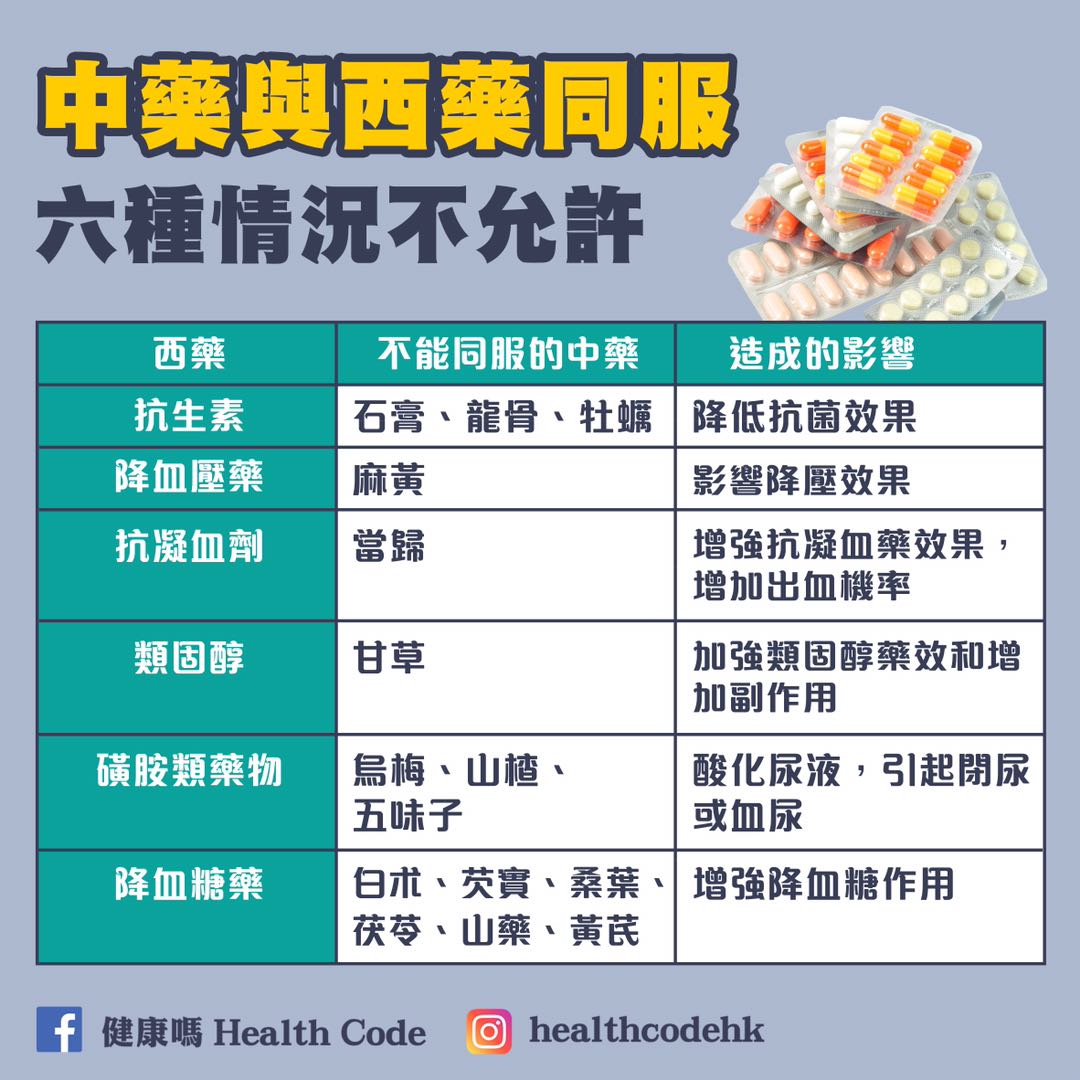 中藥與西藥同服
六種情況不允許
西藥 不能同服的中藥 造成的影響
抗生素 石膏、龍骨、牡蠣 降低抗菌效果
降血壓藥 麻黃 影響降壓效果
抗凝血劑 當歸 增強抗凝血藥效果，
增加出血機率
類固醇 甘草 加強類固醇藥效和增
加副作用
磺胺類藥物 烏梅、山楂、
五味子
酸化尿液，引起閉尿
或血尿
降血糖藥 白朮、芡實、桑葉、
茯苓、山藥、黃芪
增強降血糖作用
健康嗎 Health Code healthcodehk